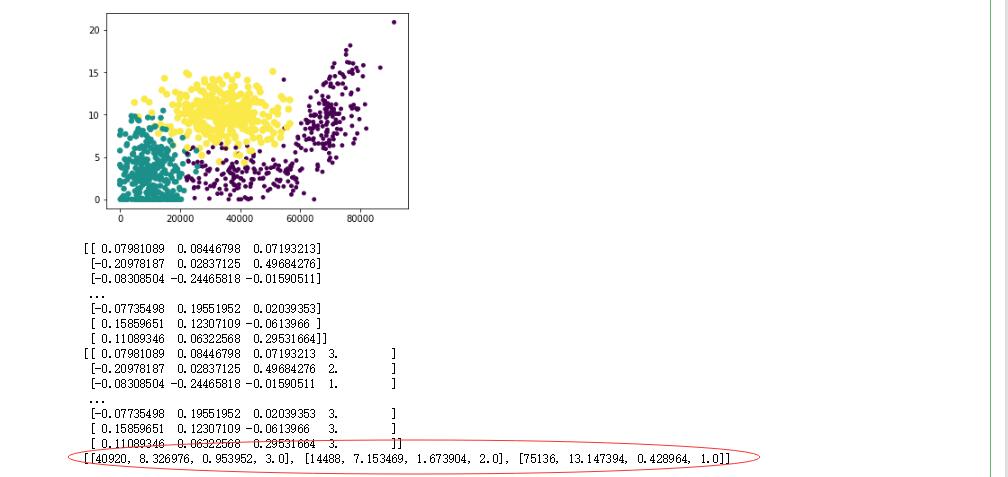 20
15
10
5
0
0 20000 40000 60000 80000
[[ 0.07981089 0.08446798 0.07193213]
[-0.20978187 0.02837125 0.49684276]
[-0.08308504 -0.24465818 -0.01590511]
...
[-0.07735498 0.19551952 0.02039353]
[ 0.15859651 0.12307109 -0.0613966 ]
[ 0.11089346 0.06322568 0.29531664]]
[[ 0.07981089 0.08446798 0.07193213 3. ]
[-0.20978187 0.02837125 0.49684276 2. ]
[-0.08308504 -0.24465818 -0.01590511 1. ]
...
[-0.07735498 0.19551952 0.02039353 3. ]
[ 0.15859651 0.12307109 -0.0613966 3. ]
[ 0.11089346 0.06322568 0.29531664 3. ]]
[[40920, 8.326976, 0.953952, 3.0], [14488, 7.153469, 1.673904, 2.0], [75136, 13.147394, 0.428964, 1.0]]